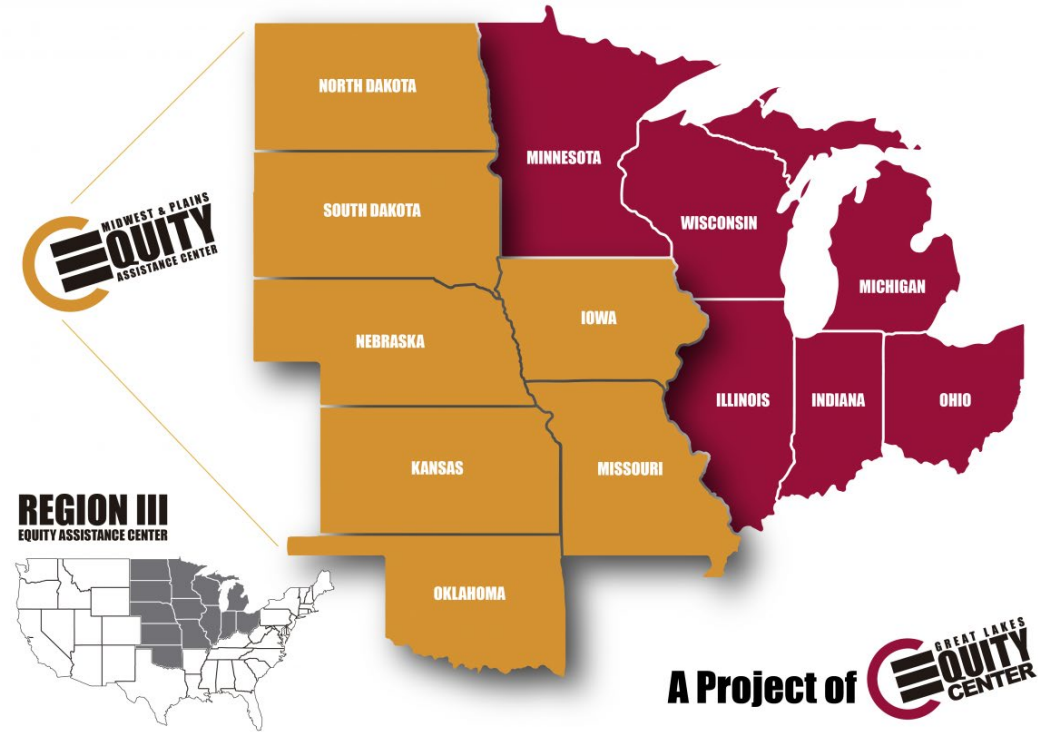 NORTH DAKOTA
MINNESOTA
SOUTH DAKOTA
WISCONSIN
MICHIGAN
IOWA
NEBRASKA
ILLINOIS
INDIANA
OHIO
KANSAS
MISSOURI
OKLAHOMA
MIDWEST & PLAINS
EQUITY
ASSISTANCE CENTER
REGION III
EQUITY ASSISTANCE CENTER
A Project of
GREAT LAKES
EQUITY
CENTER